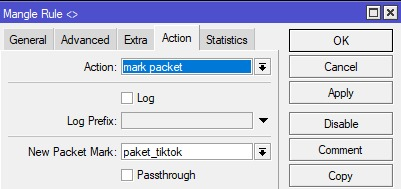 Mangle Rule <>
General Advanced Extra Action Statistics
OK
Action: mark packet
Cancel
Log
Apply
Log Prefix:
Disable
New Packet Mark: paket_tiktok
Comment
Passthrough
Copy